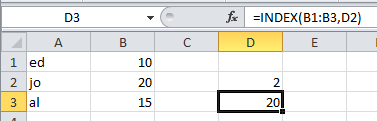 D3 fx =INDEX(B1:B3,D2)
A B C D E F
1 ed 10
2 jo 20 2
3 al 15 20